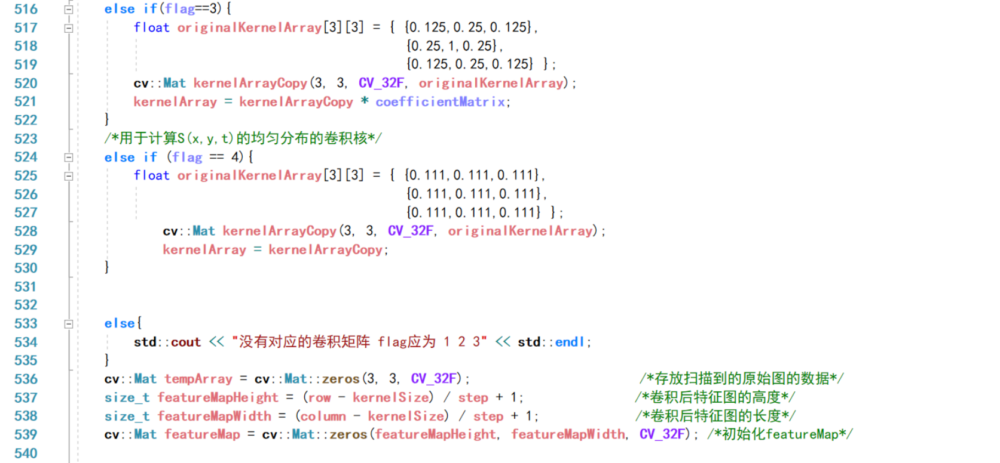 516 else if(flag==3){
517 float originalKernelArray[3][3] = { {0.125,0.25,0.125},
518 {0.25,1,0.25},
519 {0.125,0.25,0.125} };
520 cv::Mat kernelArrayCopy(3, 3, CV_32F, originalKernelArray);
521 kernelArray = kernelArrayCopy * coefficientMatrix;
522 }
523 /*用于计算S(x,y,t)的均匀分布的卷积核*/
524 else if (flag == 4){
525 float originalKernelArray[3][3] = { {0.111,0.111,0.111},
526 {0.111,0.111,0.111},
527 {0.111,0.111,0.111} };
528 cv::Mat kernelArrayCopy(3, 3, CV_32F, originalKernelArray);
529 kernelArray = kernelArrayCopy;
530 }
531
532
533 else{
534 std::cout << "没有对应的卷积矩阵 flag应为 1 2 3" << std::endl;
535 }
536 cv::Mat tempArray = cv::Mat::zeros(3, 3, CV_32F); /*存放扫描到的原始图的数据*/
537 size_t featureMapHeight = (row - kernelSize) / step + 1; /*卷积后特征图的高度*/
538 size_t featureMapWidth = (column - kernelSize) / step + 1; /*卷积后特征图的长度*/
539 cv::Mat featureMap = cv::Mat::zeros(featureMapHeight, featureMapWidth, CV_32F); /*初始化featureMap*/
540